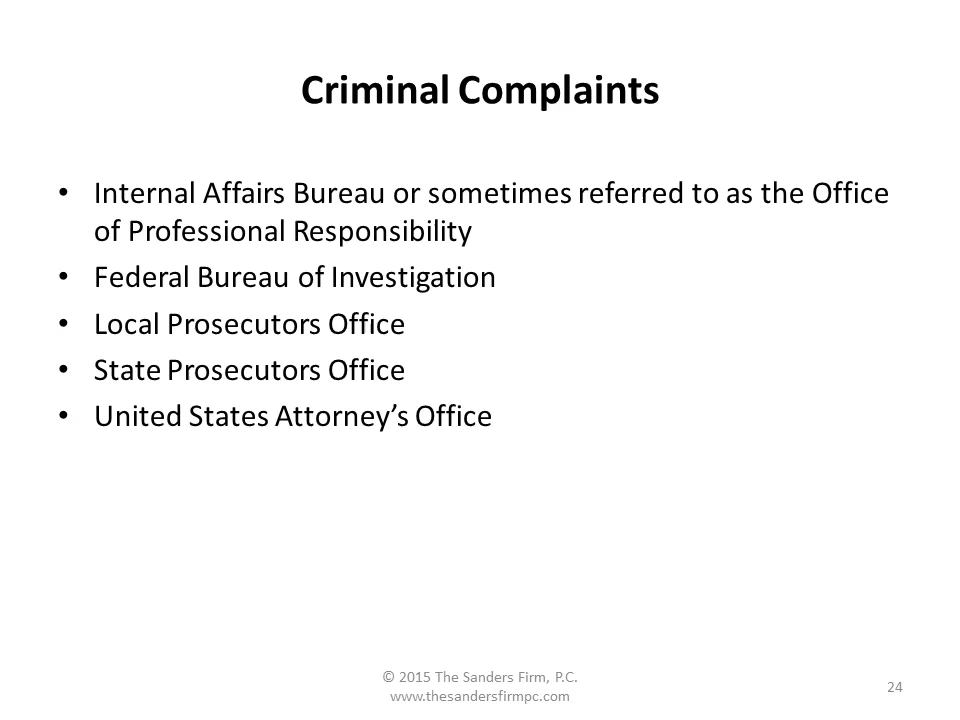 Criminal Complaints
• Internal Affairs Bureau or sometimes referred to as the Office
of Professional Responsibility
• Federal Bureau of Investigation
• Local Prosecutors Office
• State Prosecutors Office
• United States Attorney’s Office
© 2015 The Sanders Firm, P.C.
www.thesandersfirmpc.com
24